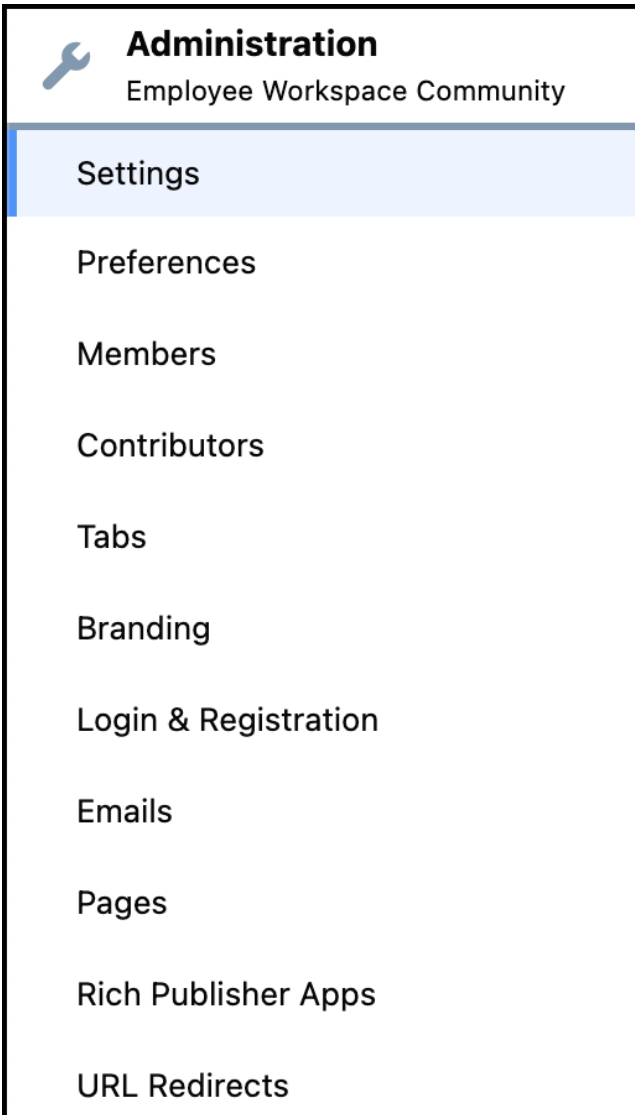 Administration
Employee Workspace Community
Settings
Preferences
Members
Contributors
Tabs
Branding
Login & Registration
Emails
Pages
Rich Publisher Apps
URL Redirects